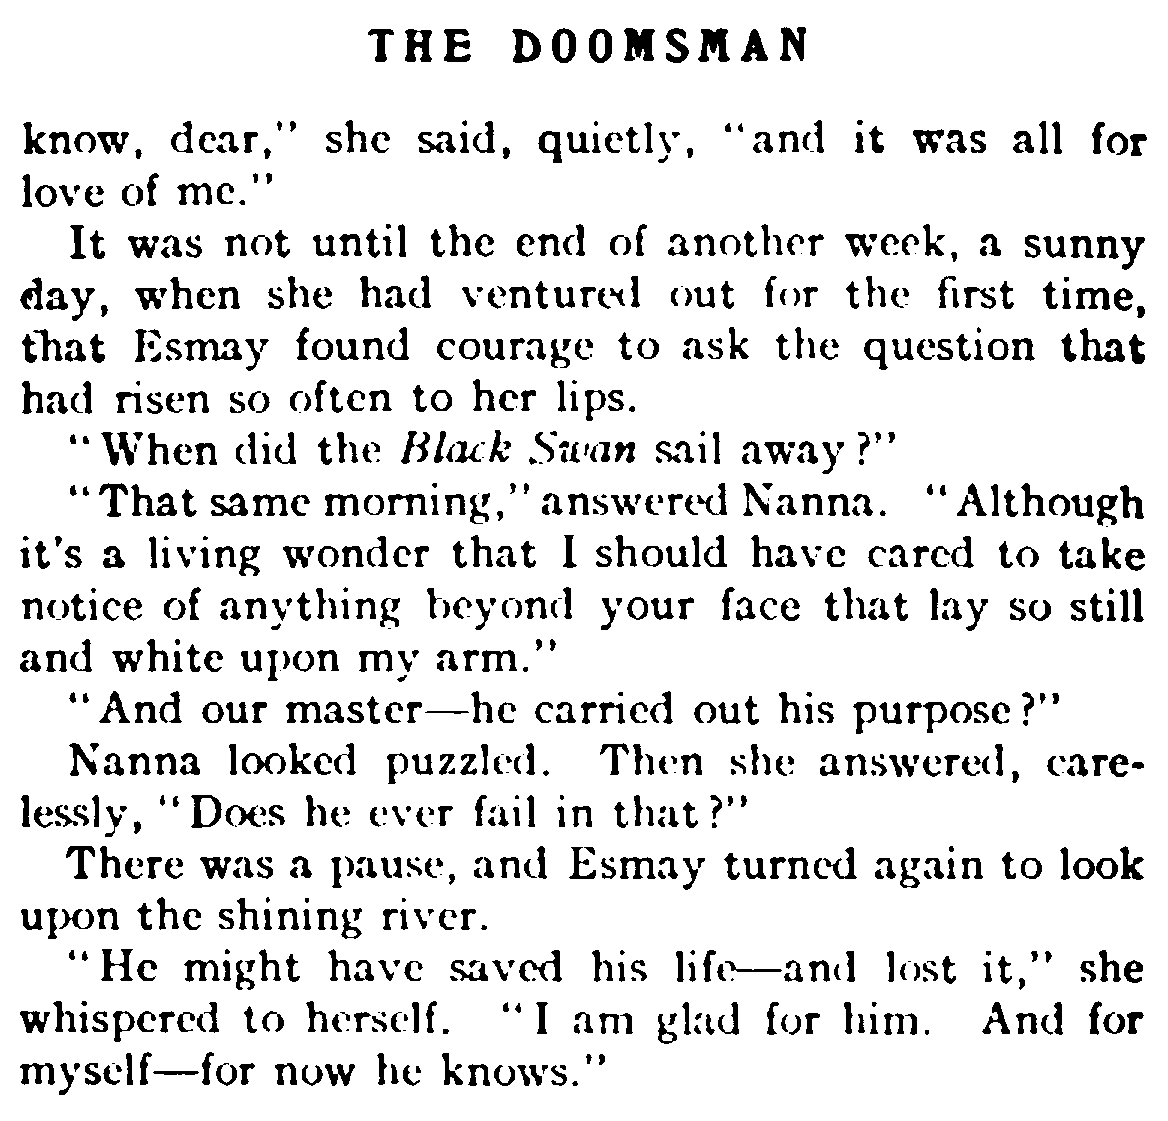 THE DOOMSMAN
know, dear," she said, quietly, "and it was all for
love of me."
It was not until the end of another week, a sunny
day, when she had ventured out for the first time,
that Esmay found courage to ask the question that
had risen so often to her lips.
"When did the Black Swan sail away?"
"That same morning," answered Nanna. "Although
it's a living wonder that I should have cared to take
notice of anything beyond your face that lay so still
and white upon my arm."
"And our master—he carried out his purpose?"
Nanna looked puzzled. Then she answered, care-
lessly, "Does he ever fail in that?"
There was a pause, and Esmay turned again to look
upon the shining river.
"He might have saved his life—and lost it," she
whispered to herself. "I am glad for him. And for
myself—for now he knows."